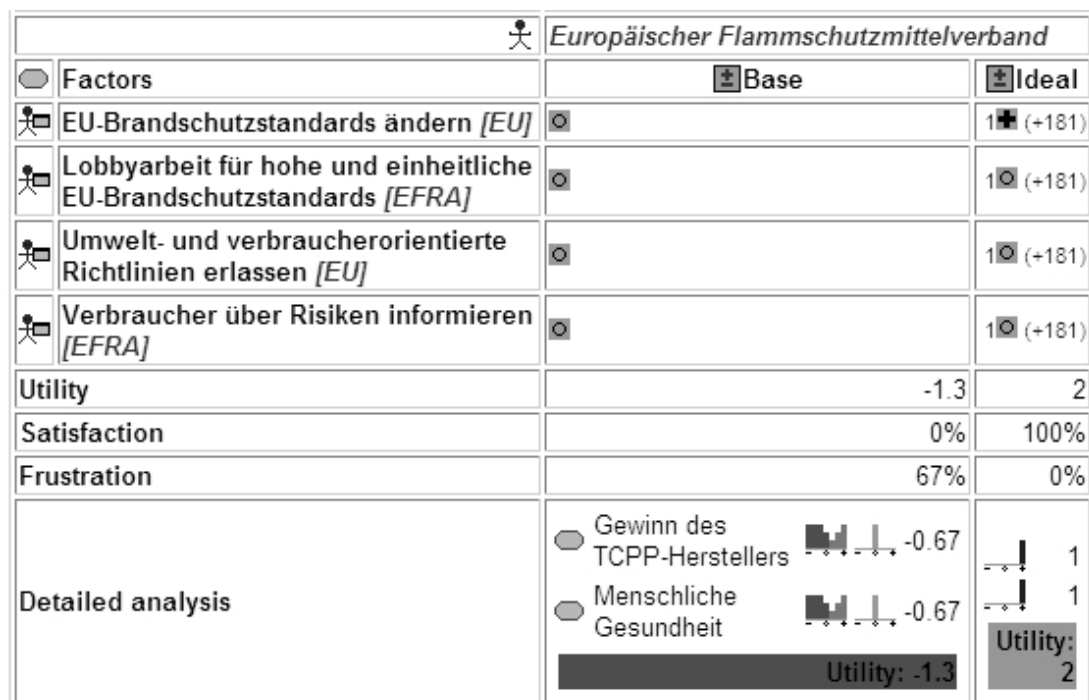 Europäischer Flammschutzmittelverband
Factors
Base
Ideal
EU-Brandschutzstandards ändern [EU]
1 (+181)
Lobbyarbeit für hohe und einheitliche
EU-Brandschutzstandards [EFRA]
1 (+181)
Umwelt- und verbraucherorientierte
Richtlinien erlassen [EU]
1 (+181)
Verbraucher über Risiken informieren
[EFRA]
1 (+181)
Utility
-1.3
2
Satisfaction
0%
100%
Frustration
67%
0%
Detailed analysis
Gewinn des
TCPP-Herstellers
-0.67
Menschliche
Gesundheit
-0.67
Utility: -1.3
1
1
Utility:
2